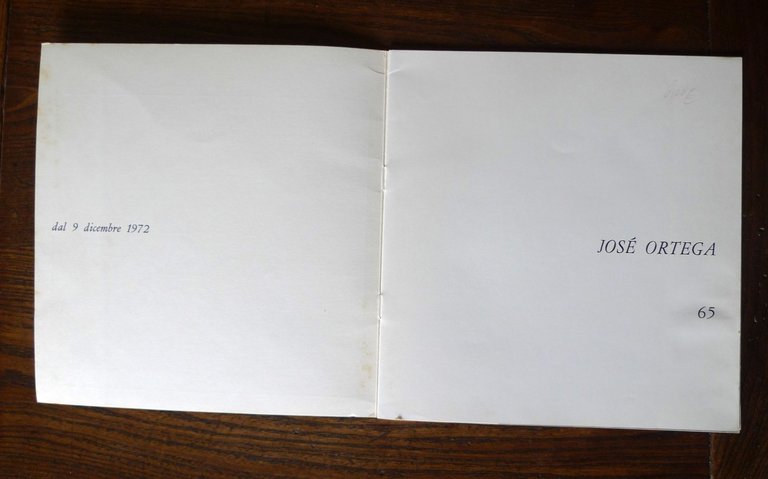 dal 9 dicembre 1972
JOSÉ ORTEGA
65